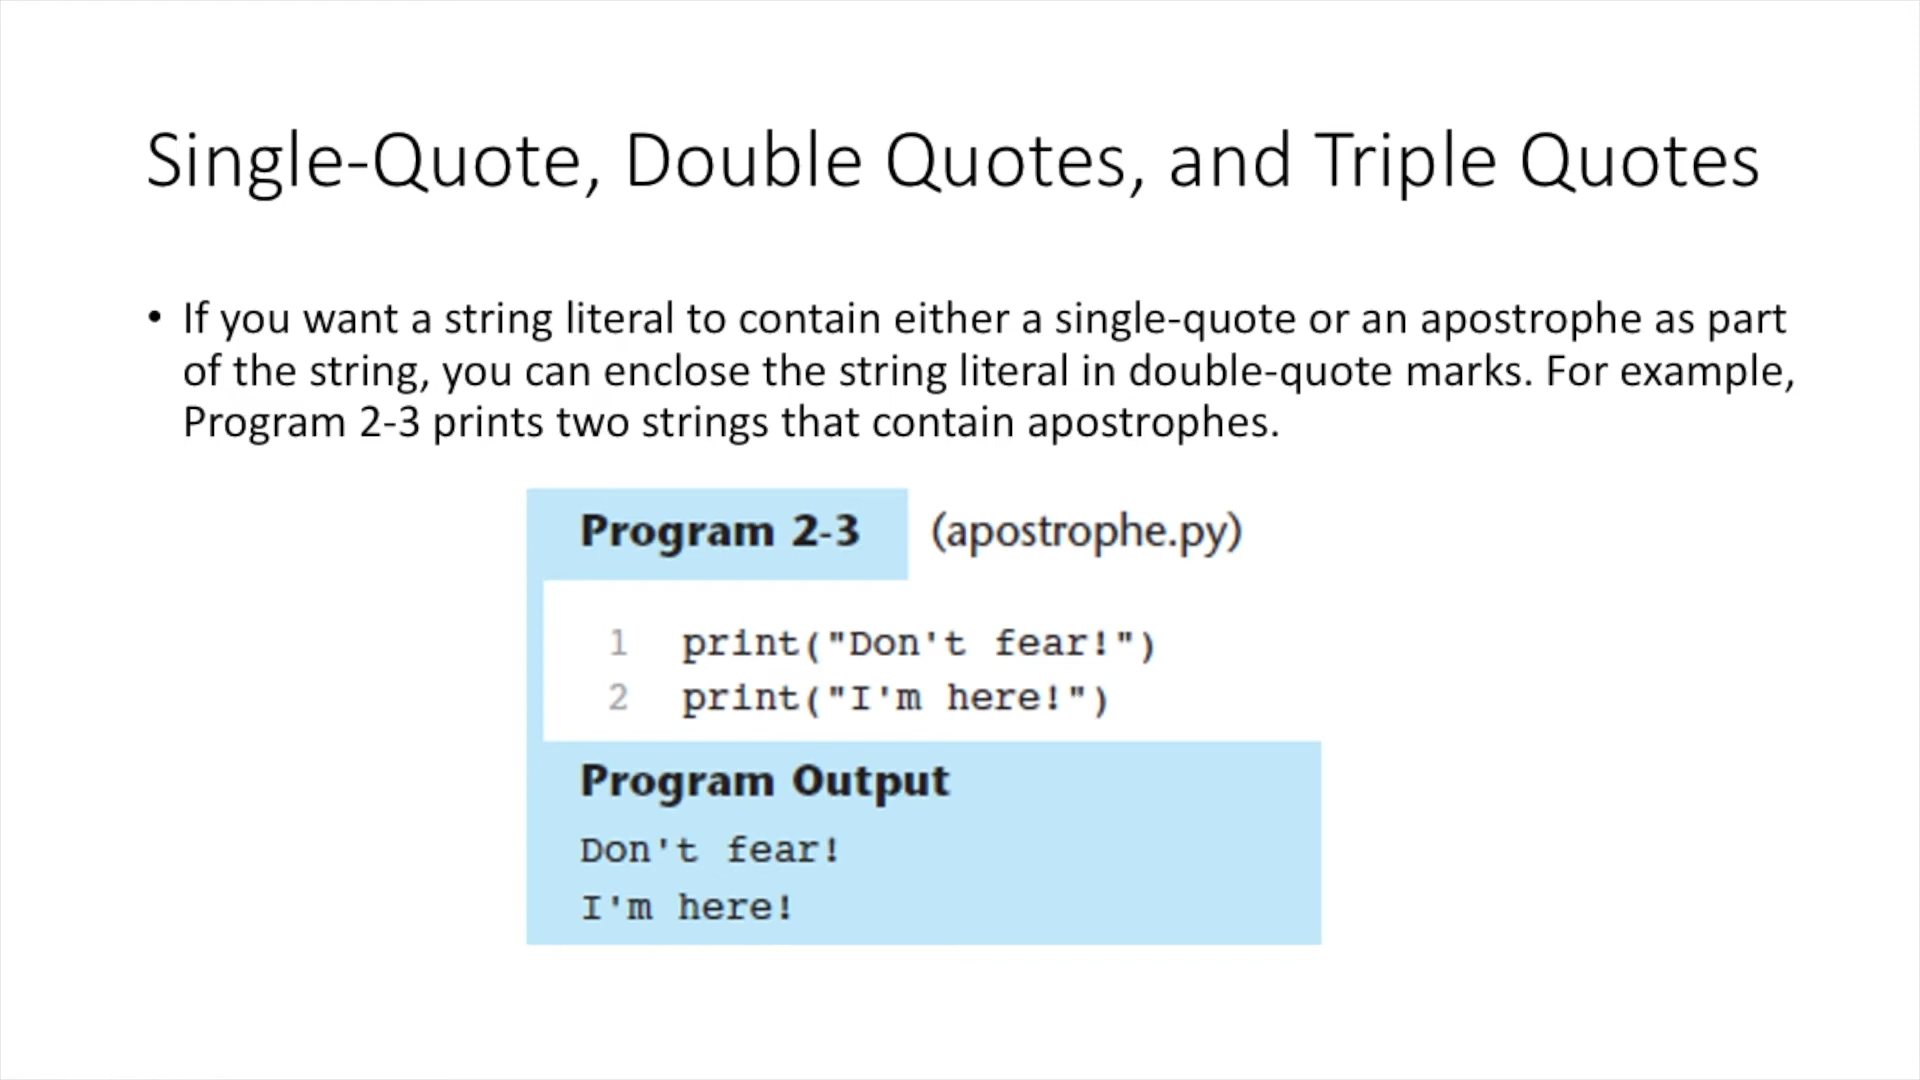 Single-Quote, Double Quotes, and Triple Quotes
• If you want a string literal to contain either a single-quote or an apostrophe as part
of the string, you can enclose the string literal in double-quote marks. For example,
Program 2-3 prints two strings that contain apostrophes.
Program 2-3 (apostrophe.py)
1 print("Don't fear!")
2 print("I'm here!")
Program Output
Don't fear!
I'm here!